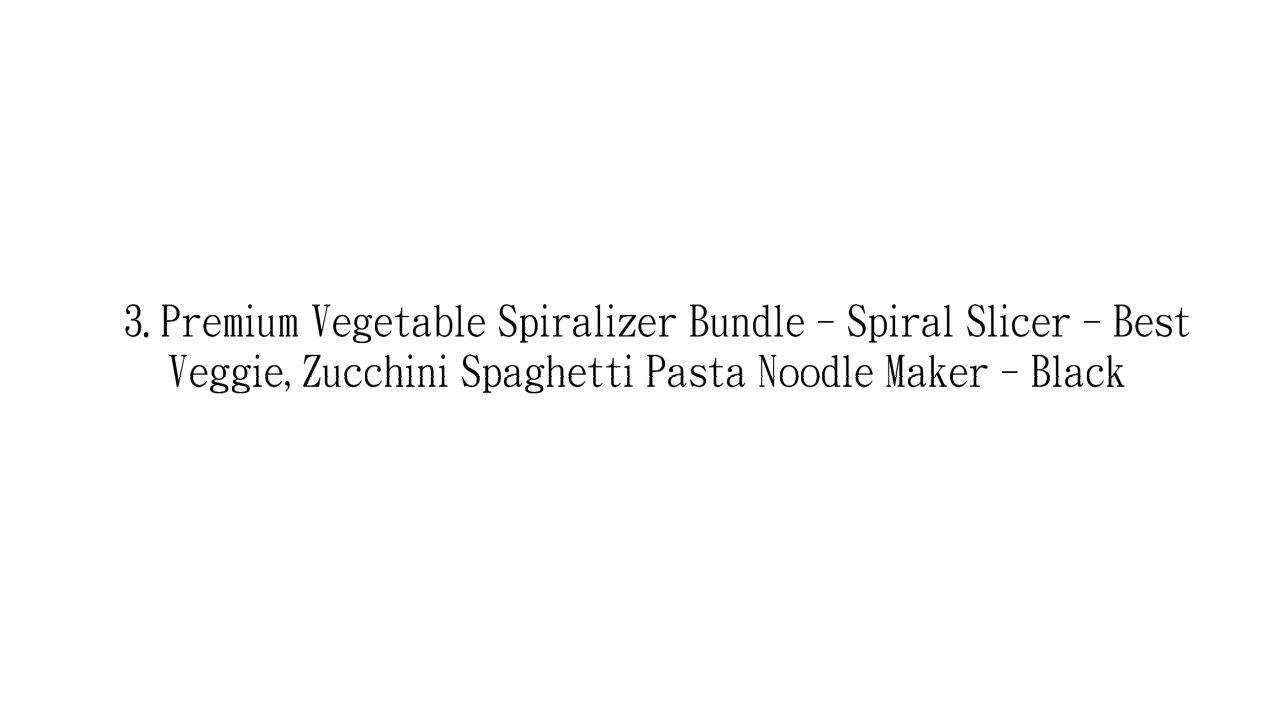 3. Premium Vegetable Spiralizer Bundle - Spiral Slicer - Best
Veggie, Zucchini Spaghetti Pasta Noodle Maker - Black